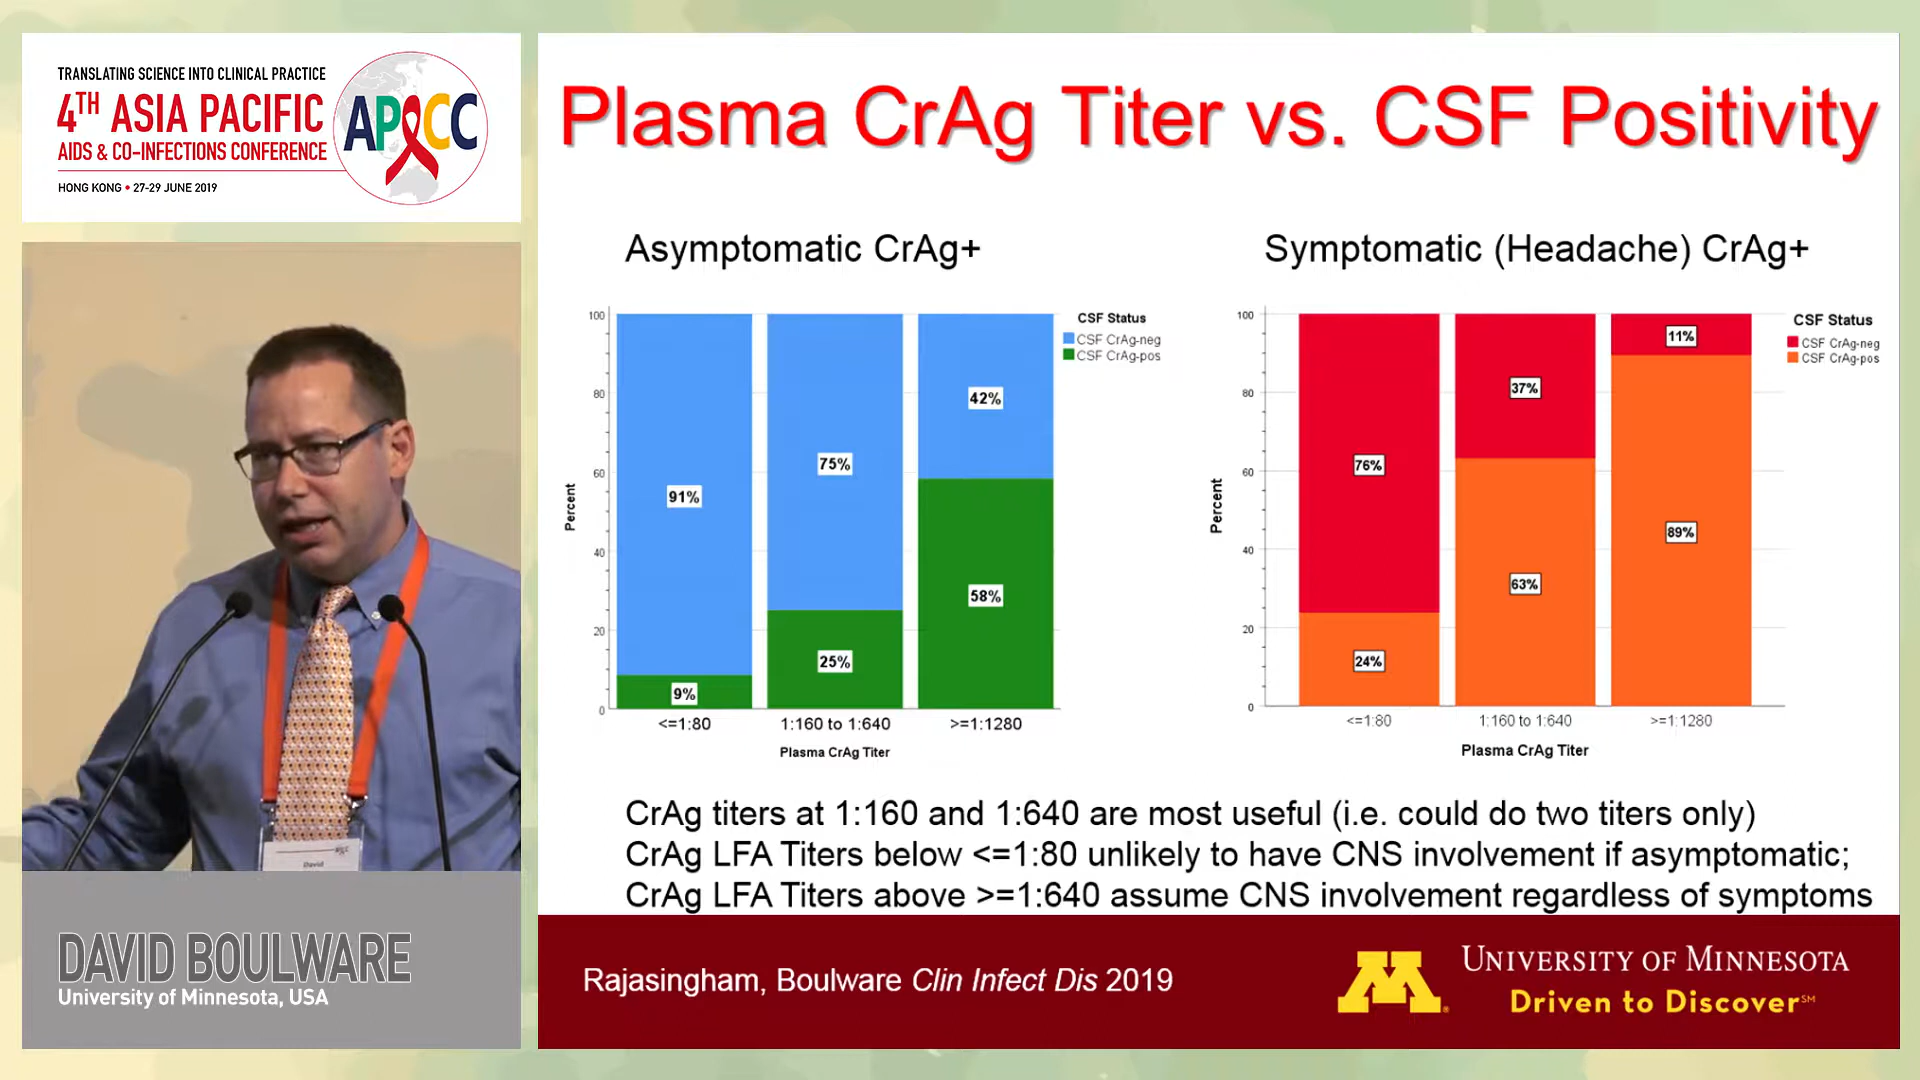 TRANSLATING SCIENCE INTO CLINICAL PRACTICE
4TH ASIA PACIFIC
AIDS & CO-INFECTIONS CONFERENCE
HONG KONG • 27-29 JUNE 2019
APACC
Plasma CrAg Titer vs. CSF Positivity
Asymptomatic CrAg+
100
80
60
40
20
0
Percent
91%
9%
75%
25%
42%
58%
<=1:80
1:160 to 1:640
>=1:1280
Plasma CrAg Titer
CSF Status
CSF CrAg-neg
CSF CrAg-pos
Symptomatic (Headache) CrAg+
100
80
60
40
20
0
Percent
76%
24%
37%
63%
11%
89%
<=1:80
1:160 to 1:640
>=1:1280
Plasma CrAg Titer
CSF Status
CSF CrAg-neg
CSF CrAg-pos
CrAg titers at 1:160 and 1:640 are most useful (i.e. could do two titers only)
CrAg LFA Titers below <=1:80 unlikely to have CNS involvement if asymptomatic;
CrAg LFA Titers above >=1:640 assume CNS involvement regardless of symptoms
David
DAVID BOULWARE
University of Minnesota, USA
Rajasingham, Boulware Clin Infect Dis 2019
M
UNIVERSITY OF MINNESOTA
Driven to Discover℠